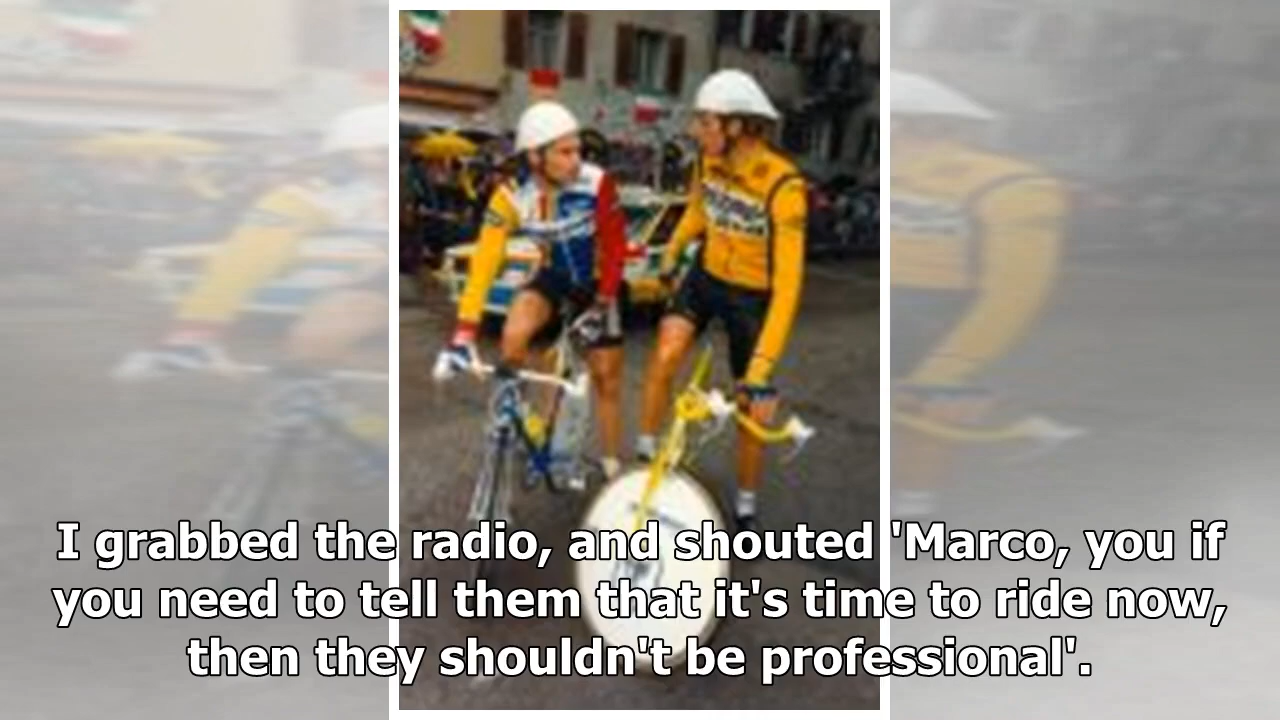 I grabbed the radio, and shouted 'Marco, you if
you need to tell them that it's time to ride now,
then they shouldn't be professional'.